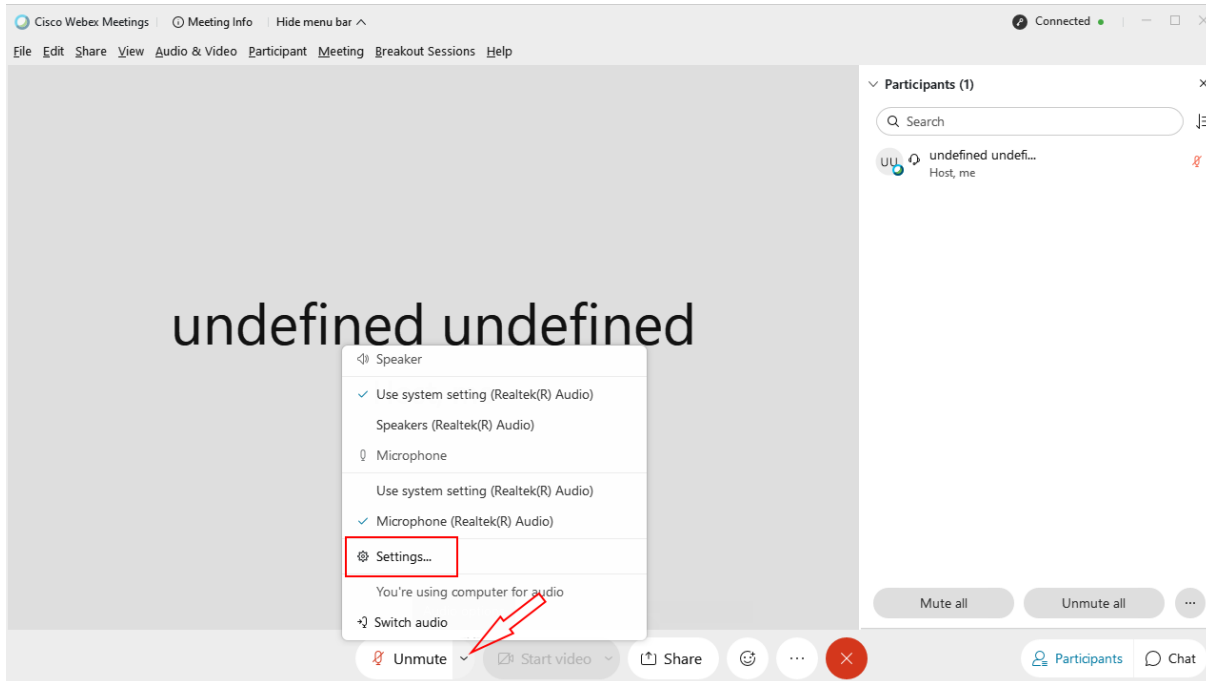 Cisco Webex Meetings Meeting Info Hide menu bar Connected
File Edit Share View Audio & Video Participant Meeting Breakout Sessions Help
Participants (1)
Search
UU undefined undefi...
Host, me
undefined undefined
Speaker
Use system setting (Realtek(R) Audio)
Speakers (Realtek(R) Audio)
Microphone
Use system setting (Realtek(R) Audio)
Microphone (Realtek(R) Audio)
Settings...
You're using computer for audio
Switch audio
Mute all Unmute all ...
Unmute Start video Share ... Participants Chat